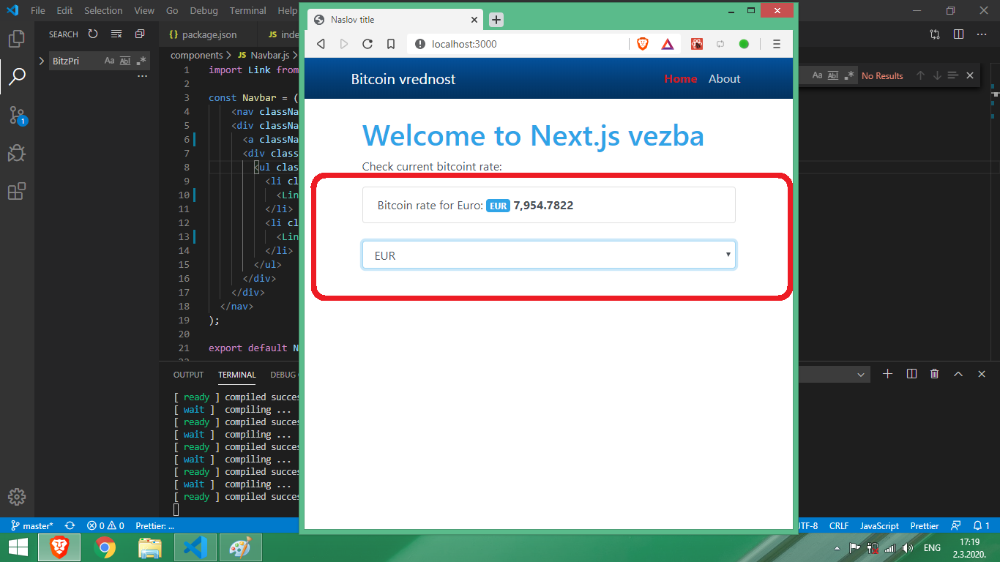 File Edit Selection View Go Debug Terminal Help
SEARCH
BitzPri
Aa Abl .*
package.json
JS inde
components > JS Navbar.js >
1 import Link from
2
3 const Navbar = (
4 <nav classNa
5 <div classNa
6 <a classNa
7 <div class
8 <ul clas
9 <li cl
10 <Lin
11 </li>
12 <li cl
13 <Lin
14 </li>
15 </ul>
16 </div>
17 </div>
18 </nav>
19 );
20
21 export default N
Aa Abl .* No Results
Naslov title
localhost:3000
Bitcoin vrednost
Home About
Welcome to Next.js vezba
Check current bitcoint rate:
Bitcoin rate for Euro: EUR 7,954.7822
EUR
OUTPUT TERMINAL DEBUG
[ ready ] compiled succes
[ wait ] compiling ...
[ ready ] compiled succes
[ wait ] compiling ...
[ ready ] compiled succes
[ wait ] compiling ...
[ ready ] compiled succes
[ wait ] compiling ...
[ ready ] compiled succes
1
master* 0 0 Prettier: ...
UTF-8 CRLF JavaScript Prettier 1
ENG
17:19
2.3.2020.